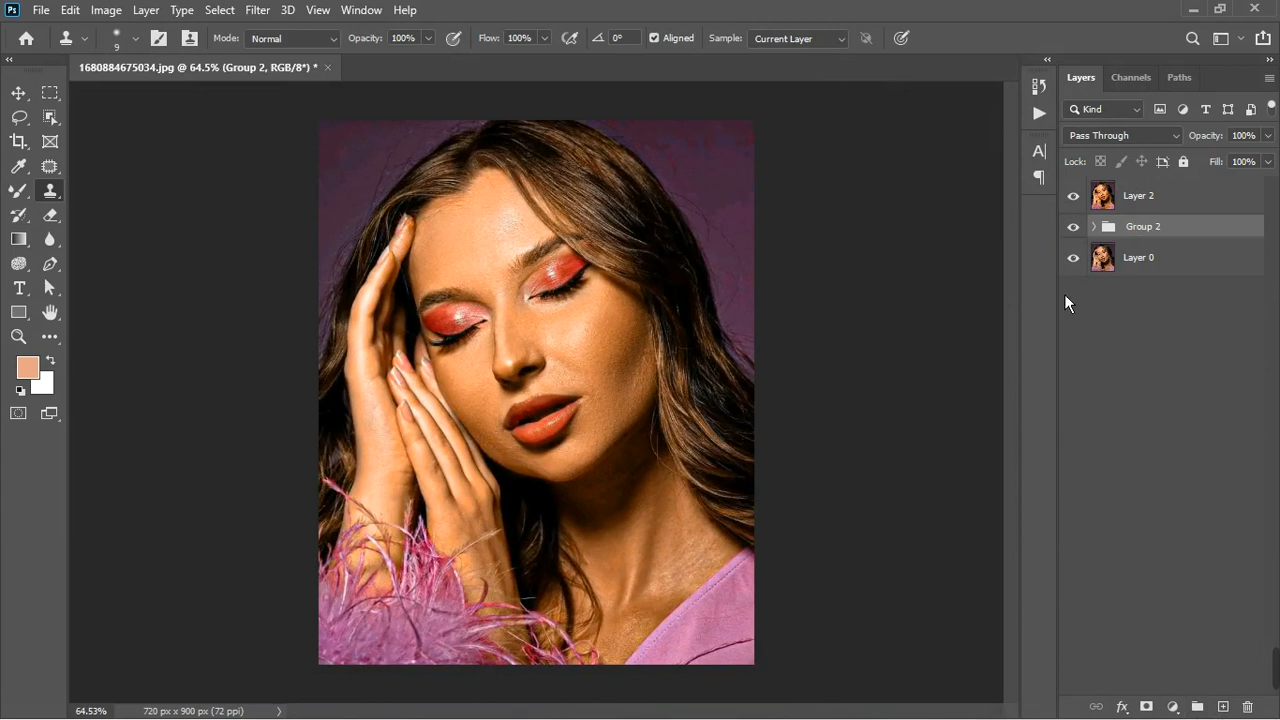 Ps File Edit Image Layer Type Select Filter 3D View Window Help
9 Mode: Normal Opacity: 100% Flow: 100% 0° Aligned Sample: Current Layer
1680884675034.jpg @ 64.5% (Group 2, RGB/8*) * ×
Layers Channels Paths
Kind
Pass Through Opacity: 100%
Lock: Fill: 100%
Layer 2
Group 2
Layer 0
64.53% 720 px x 900 px (72 ppi)